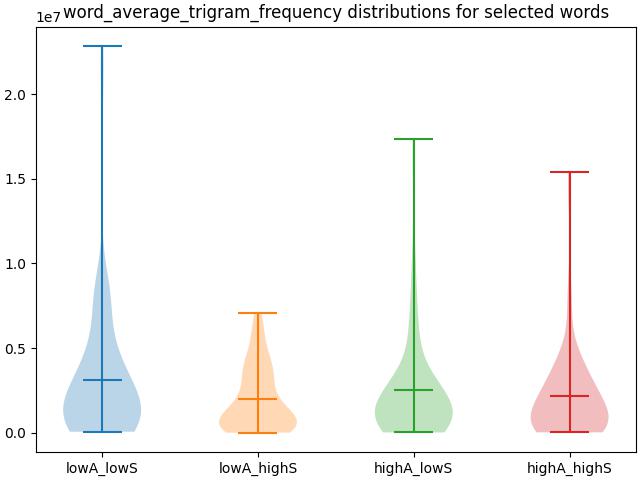 word_average_trigram_frequency distributions for selected words
1e7
2.0
1.5
1.0
0.5
0.0
lowA_lowS lowA_highS highA_lowS highA_highS